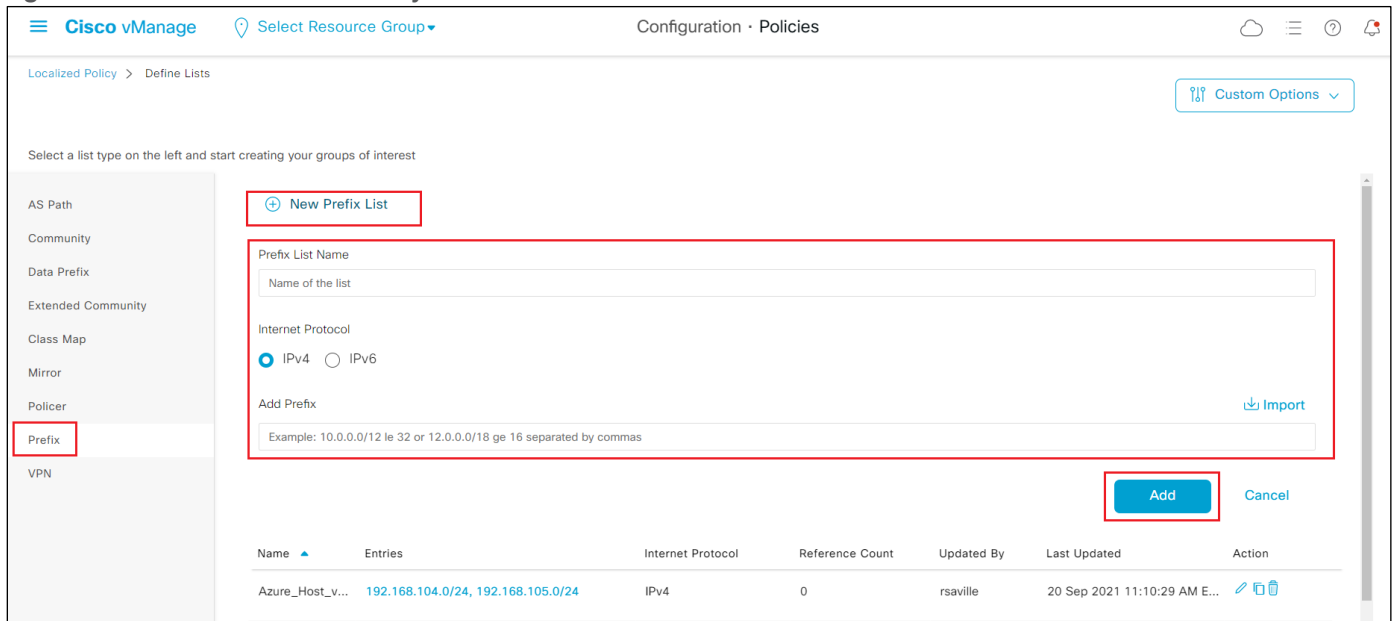 Cisco vManage
Select Resource Group
Configuration · Policies
Localized Policy > Define Lists
Custom Options
Select a list type on the left and start creating your groups of interest
AS Path
Community
Data Prefix
Extended Community
Class Map
Mirror
Policer
Prefix
VPN
New Prefix List
Prefix List Name
Name of the list
Internet Protocol
IPv4 IPv6
Add Prefix
Import
Example: 10.0.0.0/12 le 32 or 12.0.0.0/18 ge 16 separated by commas
Add Cancel
Name Entries Internet Protocol Reference Count Updated By Last Updated Action
Azure_Host_v... 192.168.104.0/24, 192.168.105.0/24 IPv4 0 rsaville 20 Sep 2021 11:10:29 AM E...